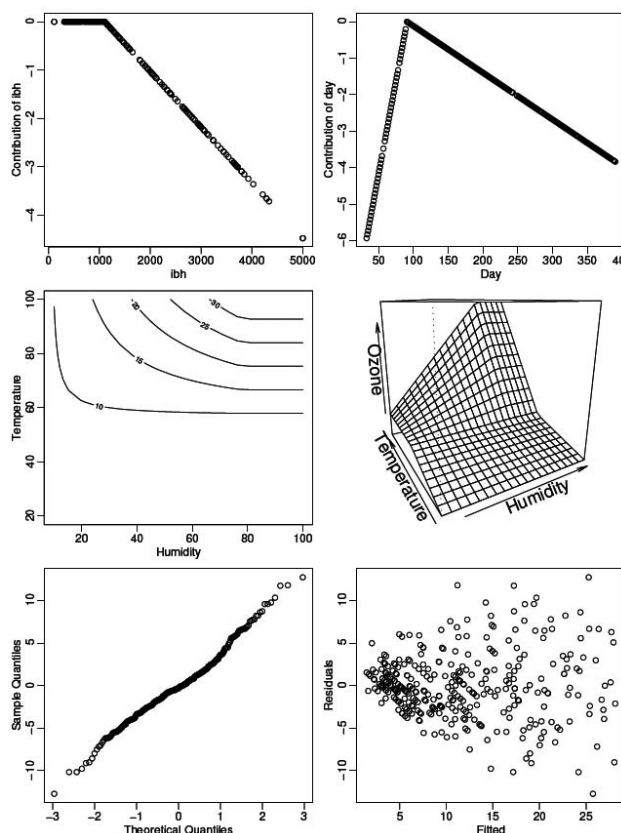 Contribution of ibh
0
-1
-2
-3
-4
0 1000 2000 3000 4000 5000
ibh
Contribution of day
0
-1
-2
-3
-4
-5
-6
50 100 150 200 250 300 350 400
Day
Temperature
100
80
60
40
20
30
25
20
15
10
20 40 60 80 100
Humidity
Ozone
Temperature
Humidity
Sample Quantiles
10
5
0
-5
-10
-3 -2 -1 0 1 2 3
Theoretical Quantiles
Residuals
10
5
0
-5
-10
5 10 15 20 25
Fitted